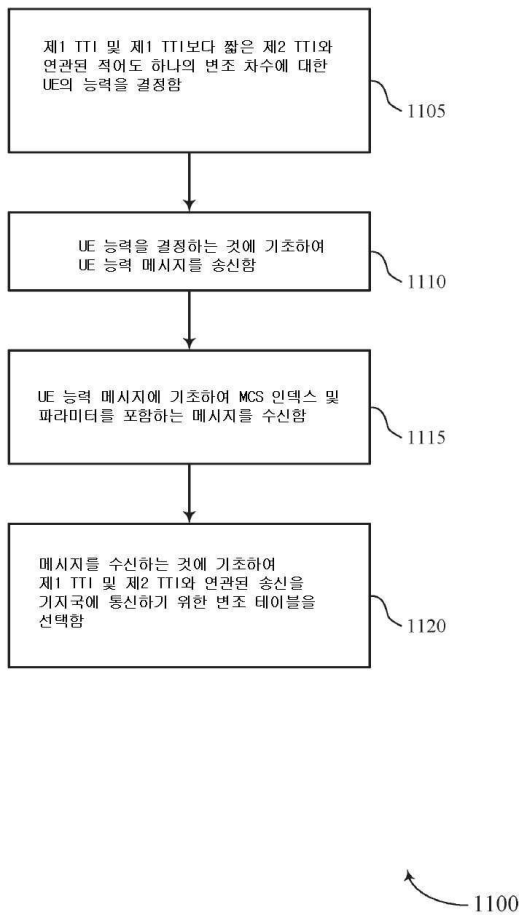 제1 TTI 및 제1 TTI보다 짧은 제2 TTI와
연관된 적어도 하나의 변조 차수에 대한
UE의 능력을 결정함
1105
UE 능력을 결정하는 것에 기초하여
UE 능력 메시지를 송신함
1110
UE 능력 메시지에 기초하여 MCS 인덱스 및
파라미터를 포함하는 메시지를 수신함
1115
메시지를 수신하는 것에 기초하여
제1 TTI 및 제2 TTI와 연관된 송신을
기지국에 통신하기 위한 변조 테이블을
선택함
1120
1100